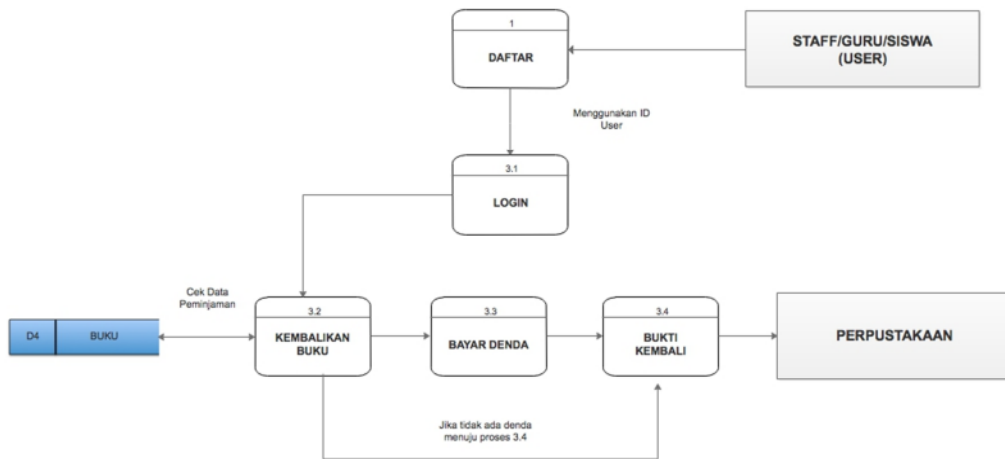 1
DAFTAR
STAFF/GURU/SISWA
(USER)
Menggunakan ID
User
3.1
LOGIN
Cek Data
Peminjaman
D4
BUKU
3.2
KEMBALIKAN
BUKU
3.3
BAYAR DENDA
3.4
BUKTI
KEMBALI
PERPUSTAKAAN
Jika tidak ada denda
menuju proses 3.4